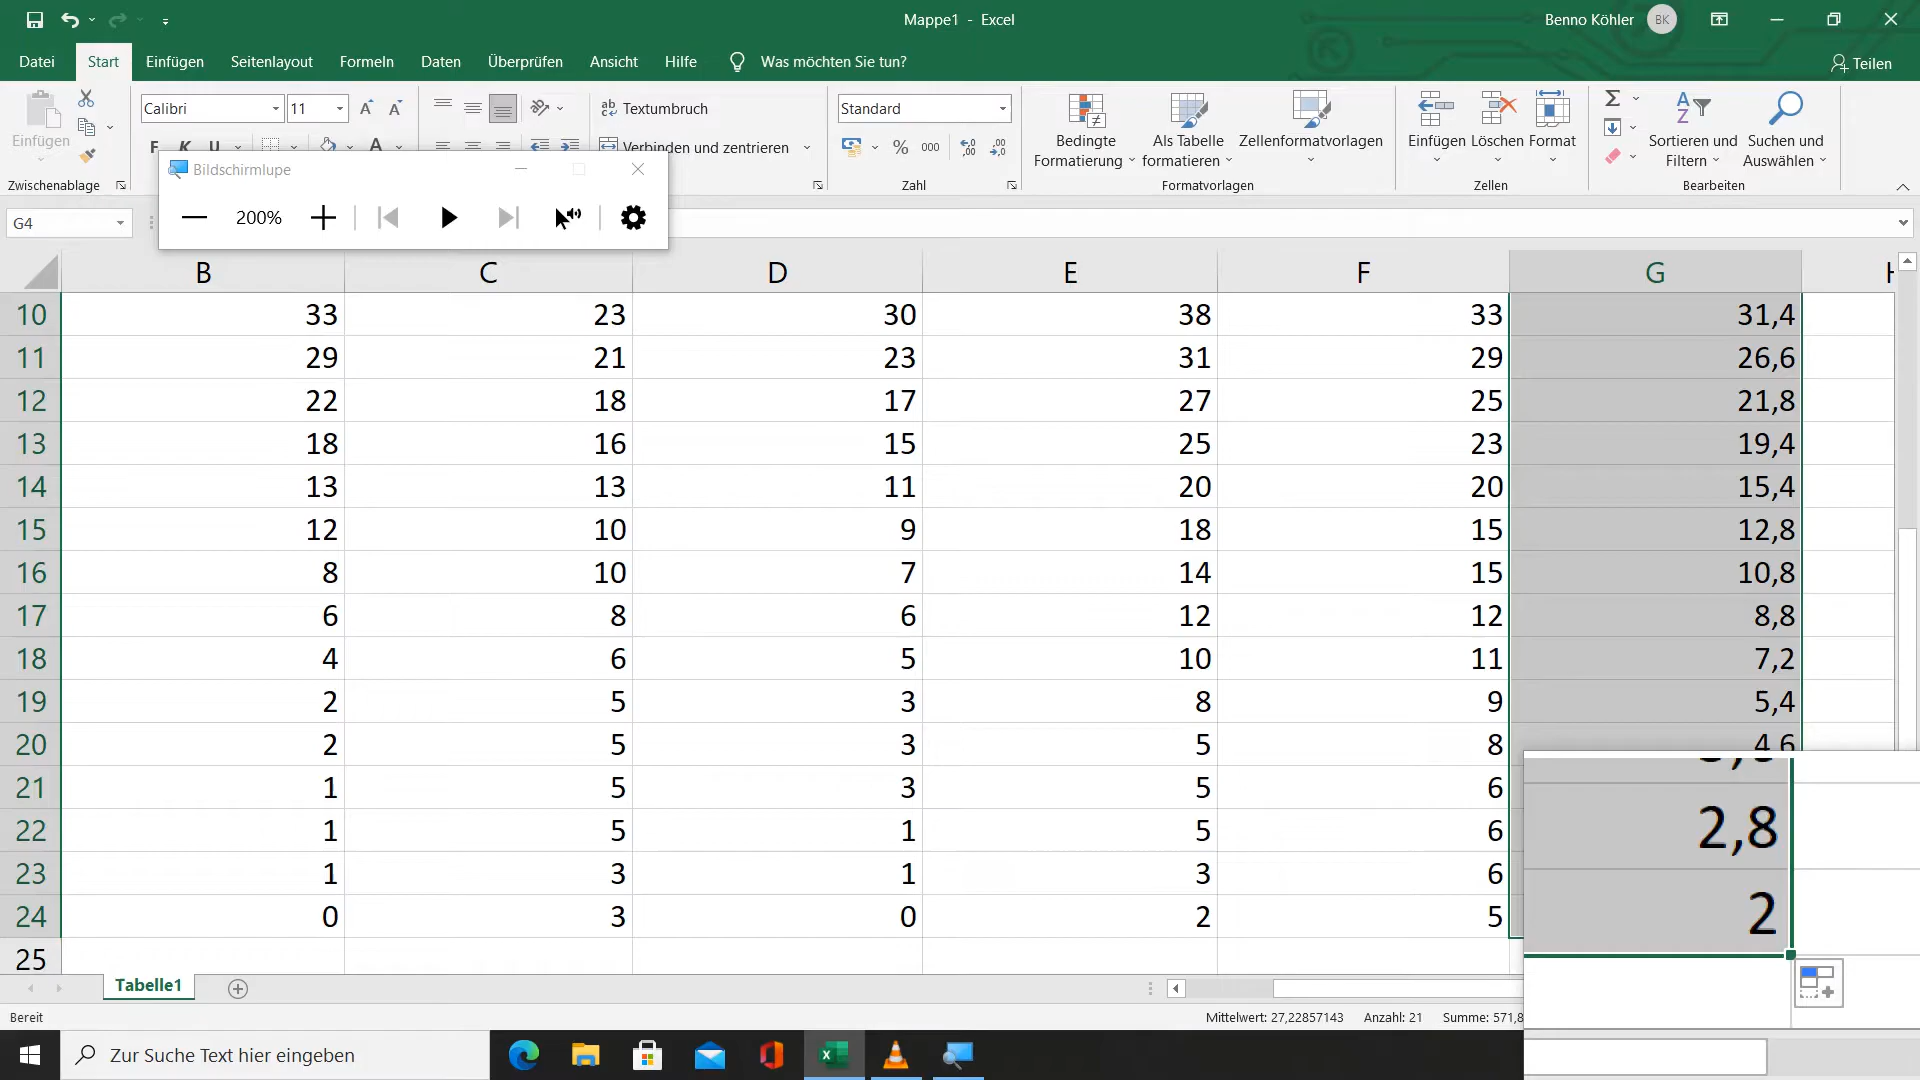 Mappe1 - Excel
Benno Köhler BK
Datei Start Einfügen Seitenlayout Formeln Daten Überprüfen Ansicht Hilfe Was möchten Sie tun? Teilen
Einfügen
Calibri 11
Textumbruch
Verbinden und zentrieren
Standard
% 000
Bedingte Formatierung
Als Tabelle formatieren
Zellenformatvorlagen
Einfügen Löschen Format
Sortieren und Filtern
Suchen und Auswählen
Zwischenablage Zahl Formatvorlagen Zellen Bearbeiten
Bildschirmlupe
200%
G4
B C D E F G
10 33 23 30 38 33 31,4
11 29 21 23 31 29 26,6
12 22 18 17 27 25 21,8
13 18 16 15 25 23 19,4
14 13 13 11 20 20 15,4
15 12 10 9 18 15 12,8
16 8 10 7 14 15 10,8
17 6 8 6 12 12 8,8
18 4 6 5 10 11 7,2
19 2 5 3 8 9 5,4
20 2 5 3 5 8 4,6
21 1 5 3 5 6
22 1 5 1 5 6 2,8
23 1 3 1 3 6
24 0 3 0 2 5 2
25
Tabelle1
Bereit
Mittelwert: 27,22857143 Anzahl: 21 Summe: 571,8
Zur Suche Text hier eingeben